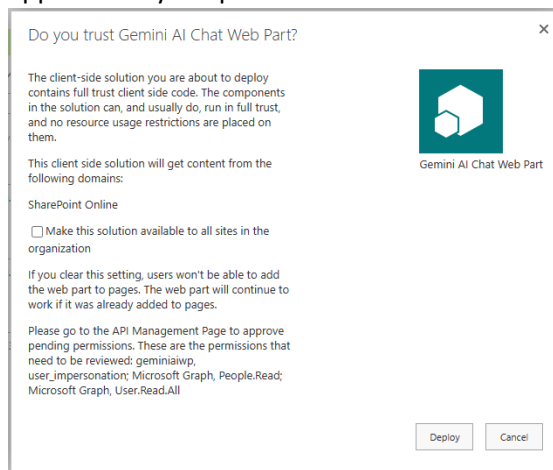 Do you trust Gemini AI Chat Web Part?
The client-side solution you are about to deploy
contains full trust client side code. The components
in the solution can, and usually do, run in full trust,
and no resource usage restrictions are placed on
them.
This client side solution will get content from the
following domains:
SharePoint Online
Make this solution available to all sites in the
organization
If you clear this setting, users won't be able to add
the web part to pages. The web part will continue to
work if it was already added to pages.
Please go to the API Management Page to approve
pending permissions. These are the permissions that
need to be reviewed: geminiaiwp,
user_impersonation; Microsoft Graph, People.Read;
Microsoft Graph, User.Read.All
Gemini AI Chat Web Part
Deploy
Cancel